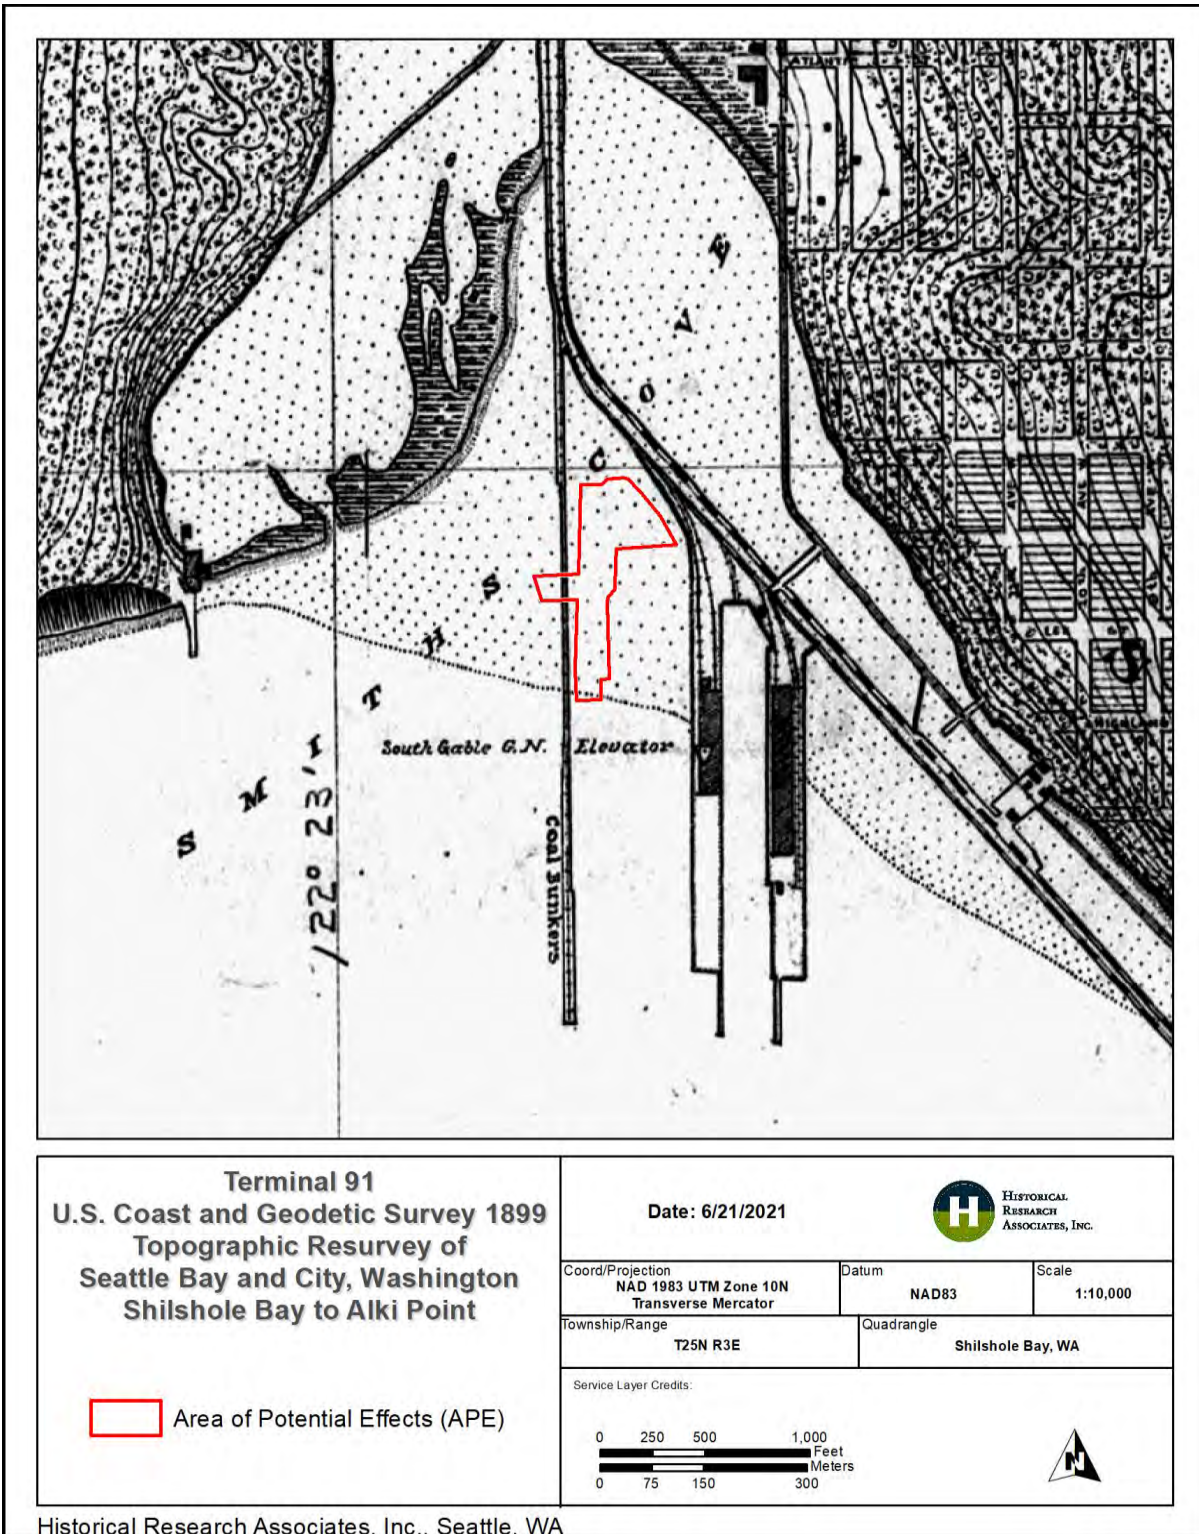 ATLANTIC
SMITH'S COVE
South Gable G.N. Elevator
Coal Bunkers
122° 23'
HIGHLAND
Terminal 91
U.S. Coast and Geodetic Survey 1899
Topographic Resurvey of
Seattle Bay and City, Washington
Shilshole Bay to Alki Point
Area of Potential Effects (APE)
Date: 6/21/2021
H
HISTORICAL
RESEARCH
ASSOCIATES, INC.
Coord/Projection
NAD 1983 UTM Zone 10N
Transverse Mercator
Datum
NAD83
Scale
1:10,000
Township/Range
T25N R3E
Quadrangle
Shilshole Bay, WA
Service Layer Credits:
0 250 500 1,000
Feet
Meters
0 75 150 300
N
Historical Research Associates, Inc., Seattle, WA